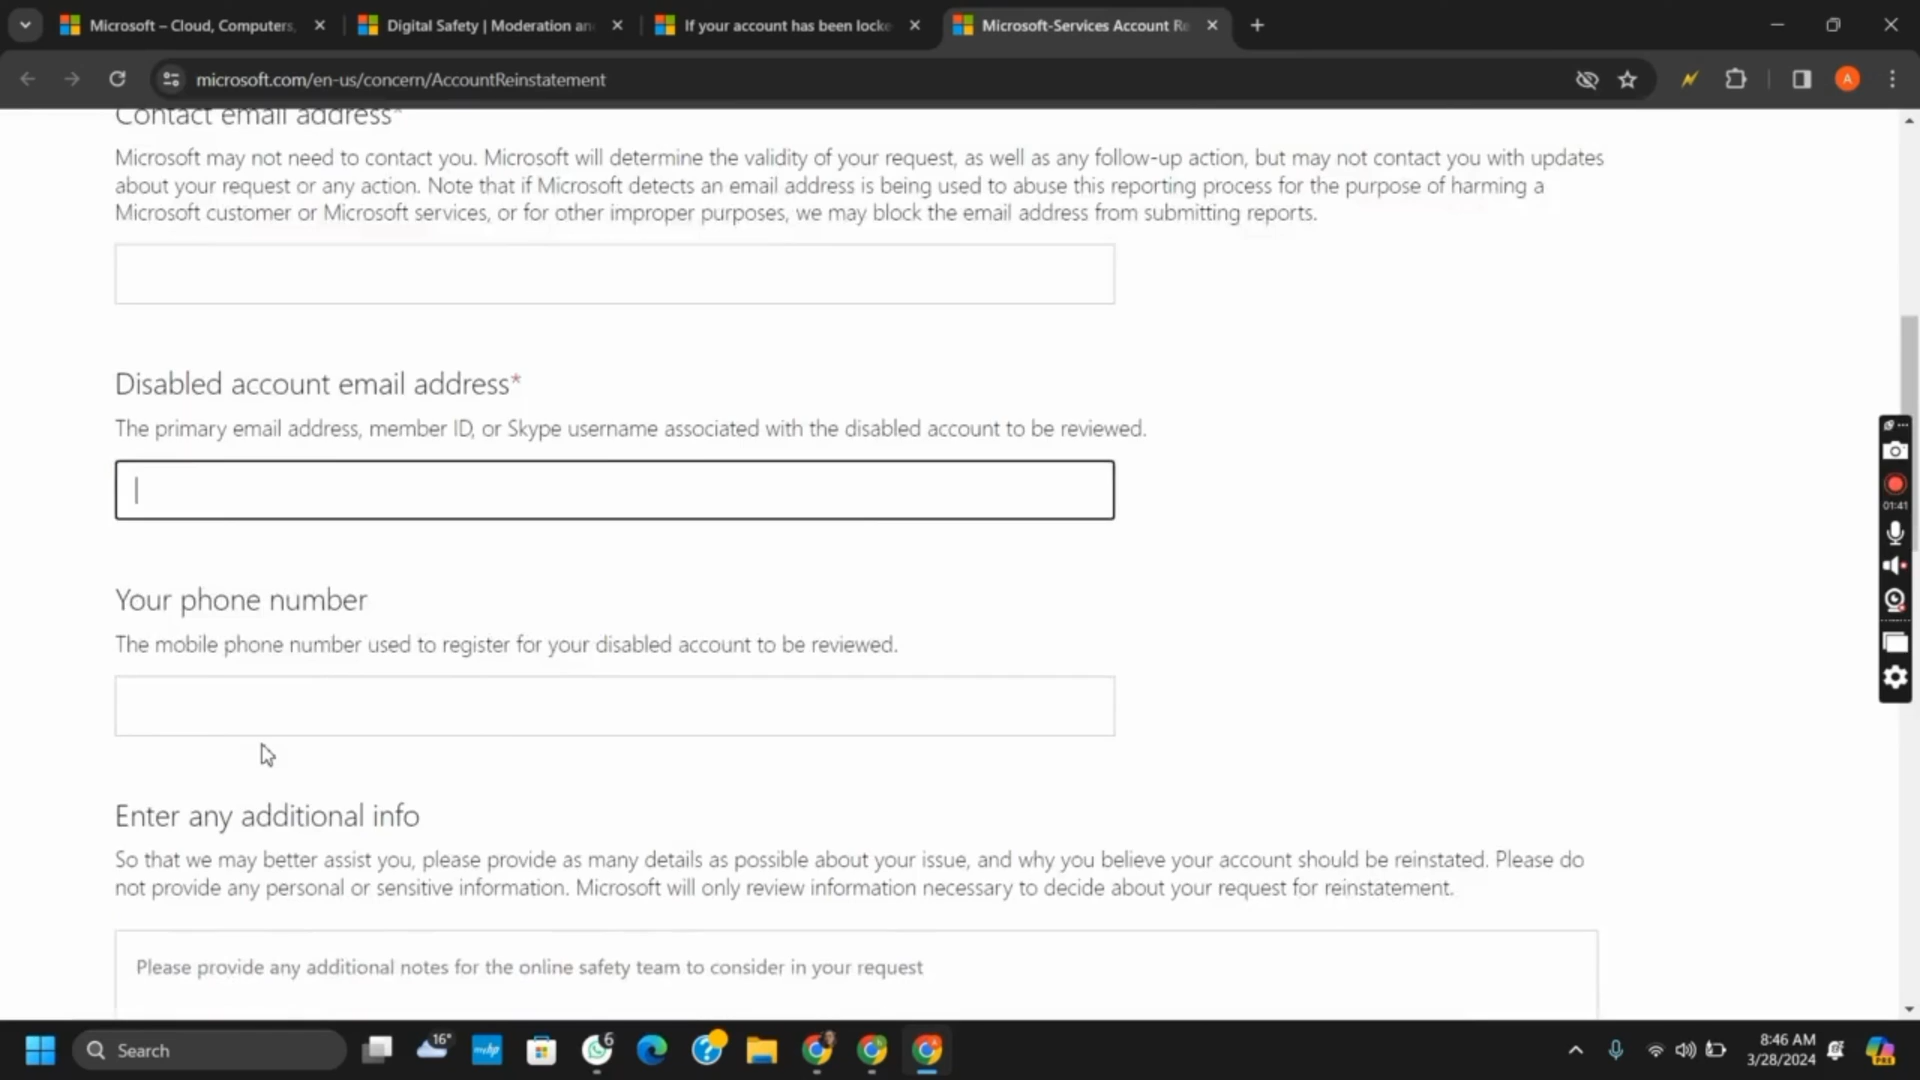 Microsoft – Cloud, Computers,
Digital Safety | Moderation an
If your account has been locke
Microsoft-Services Account Re
microsoft.com/en-us/concern/AccountReinstatement
A
Contact email address*
Microsoft may not need to contact you. Microsoft will determine the validity of your request, as well as any follow-up action, but may not contact you with updates
about your request or any action. Note that if Microsoft detects an email address is being used to abuse this reporting process for the purpose of harming a
Microsoft customer or Microsoft services, or for other improper purposes, we may block the email address from submitting reports.
Disabled account email address*
The primary email address, member ID, or Skype username associated with the disabled account to be reviewed.
01:41
Your phone number
The mobile phone number used to register for your disabled account to be reviewed.
Enter any additional info
So that we may better assist you, please provide as many details as possible about your issue, and why you believe your account should be reinstated. Please do
not provide any personal or sensitive information. Microsoft will only review information necessary to decide about your request for reinstatement.
Please provide any additional notes for the online safety team to consider in your request
Search
16°
myhp
6
8:46 AM
3/28/2024
PRE